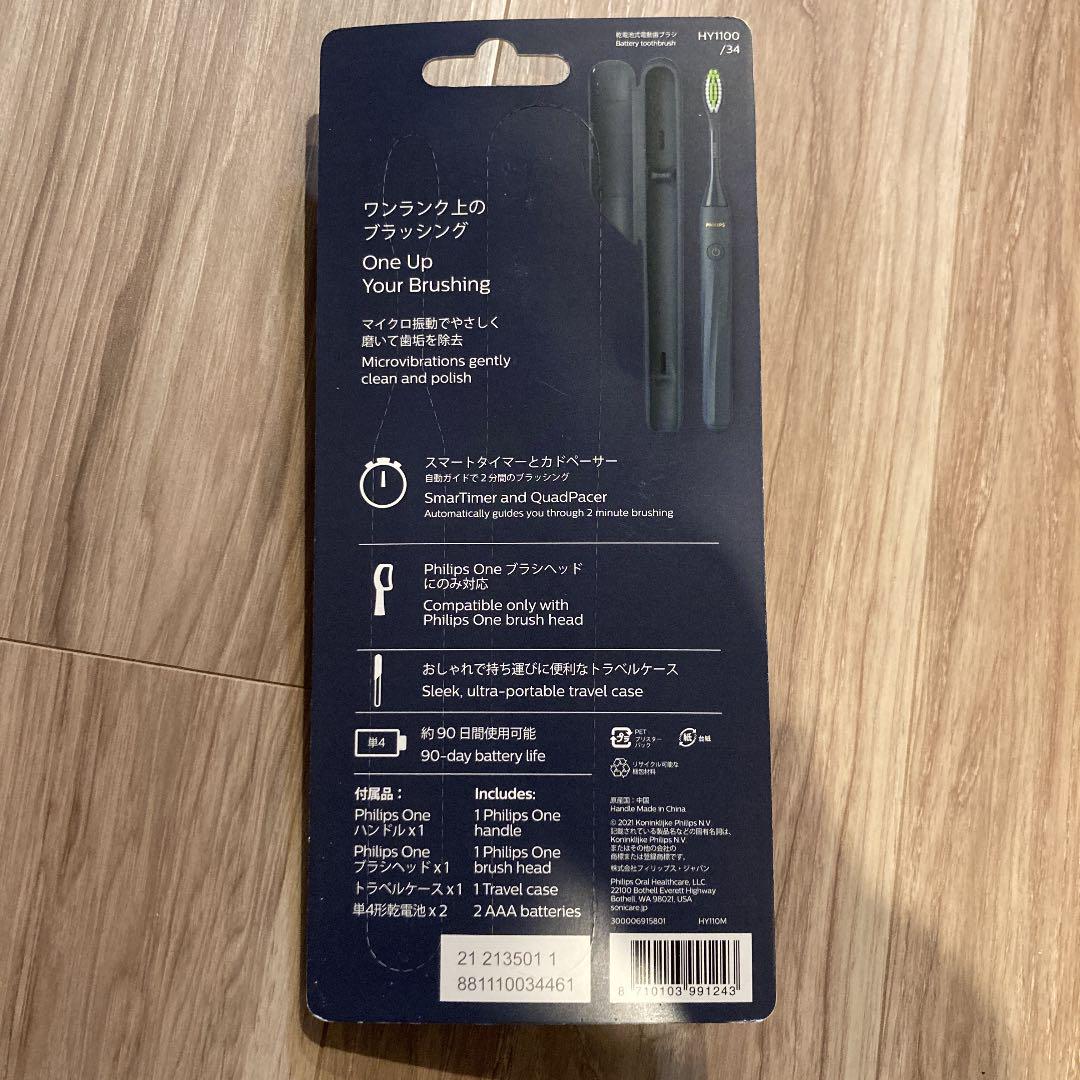 乾電池式電動歯ブラシ
Battery toothbrush
HY1100
/34
PHILIPS
ワンランク上の
ブラッシング
One Up
Your Brushing
マイクロ振動でやさしく
磨いて歯垢を除去
Microvibrations gently
clean and polish
スマートタイマーとカドペーサー
自動ガイドで2分間のブラッシング
SmarTimer and QuadPacer
Automatically guides you through 2 minute brushing
Philips One ブラシヘッド
にのみ対応
Compatible only with
Philips One brush head
おしゃれで持ち運びに便利なトラベルケース
Sleek, ultra-portable travel case
単4
約90日間使用可能
90-day battery life
付属品：
Philips One
ハンドル x 1
Philips One
ブラシヘッド x 1
トラベルケース x 1
単4形乾電池 x 2
Includes:
1 Philips One
handle
1 Philips One
brush head
1 Travel case
2 AAA batteries
プラ
PET
ブリスター
パック
紙
台紙
リサイクル可能な
梱包材料
原産国：中国
Handle Made in China
© 2021 Koninklijke Philips N.V.
記載されている製品名などの固有名詞は、
Koninklijke Philips N.V.
またはその他の会社の
商標または登録商標です。
株式会社フィリップス・ジャパン
Philips Oral Healthcare, LLC.
22100 Bothell Everett Highway
Bothell, WA 98021, USA
sonicare.jp
300006915801
HY110M
21 213501 1
881110034461
8 710103 991243